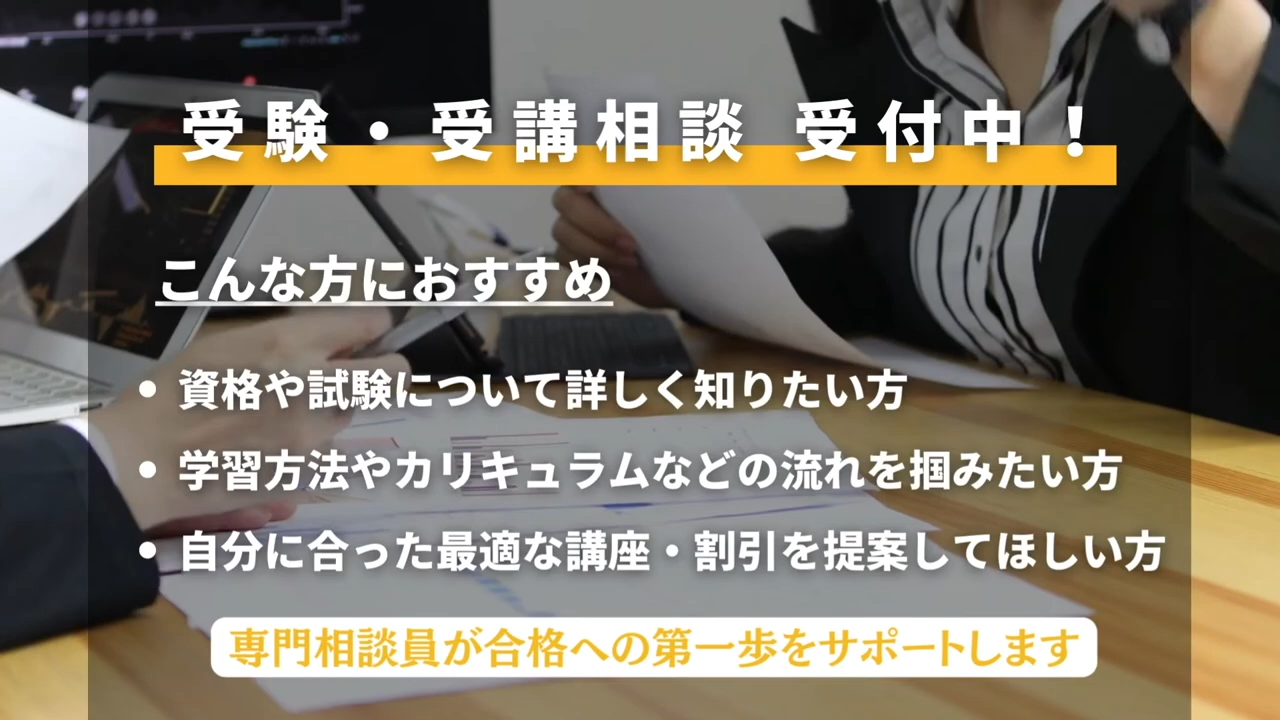 受験・受講相談 受付中！
こんな方におすすめ
• 資格や試験について詳しく知りたい方
• 学習方法やカリキュラムなどの流れを掴みたい方
• 自分に合った最適な講座・割引を提案してほしい方
専門相談員が合格への第一歩をサポートします